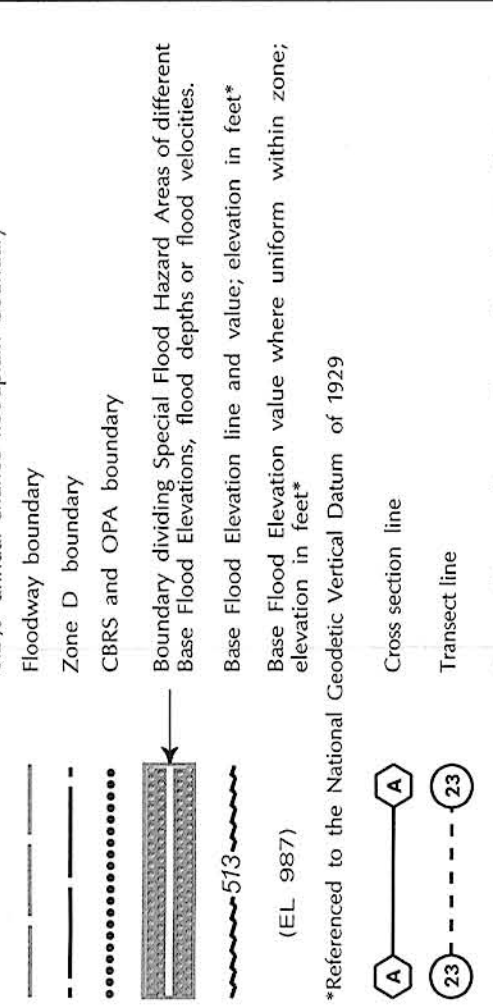 Floodway boundary
Zone D boundary
CBRS and OPA boundary
Boundary dividing Special Flood Hazard Areas of different
Base Flood Elevations, flood depths or flood velocities.
513
Base Flood Elevation line and value; elevation in feet*
(EL 987)
Base Flood Elevation value where uniform within zone;
elevation in feet*
*Referenced to the National Geodetic Vertical Datum of 1929
A A
Cross section line
23 23
Transect line